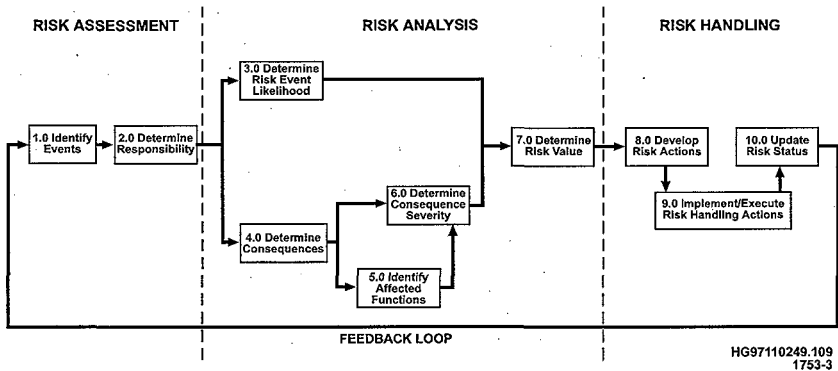 RISK ASSESSMENT
RISK ANALYSIS
RISK HANDLING
3.0 Determine
Risk Event
Likelihood
1.0 Identify
Events
2.0 Determine
Responsibility
7.0 Determine
Risk Value
8.0 Develop
Risk Actions
10.0 Update
Risk Status
6.0 Determine
Consequence
Severity
9.0 Implement/Execute
Risk Handling Actions
4.0 Determine
Consequences
5.0 Identify
Affected
Functions
FEEDBACK LOOP
HG97110249.109
1753-3